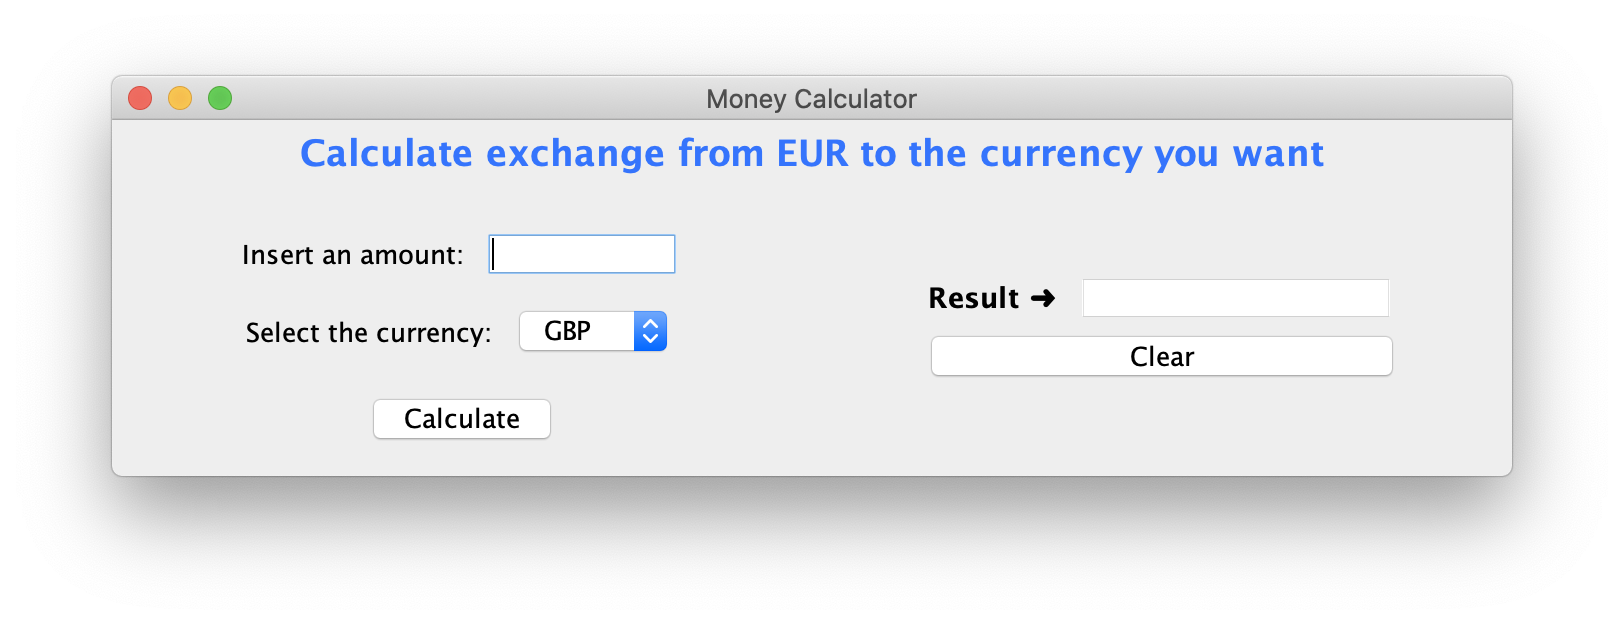 Money Calculator
Calculate exchange from EUR to the currency you want
Insert an amount:
Select the currency: GBP
Calculate
Result ➜
Clear